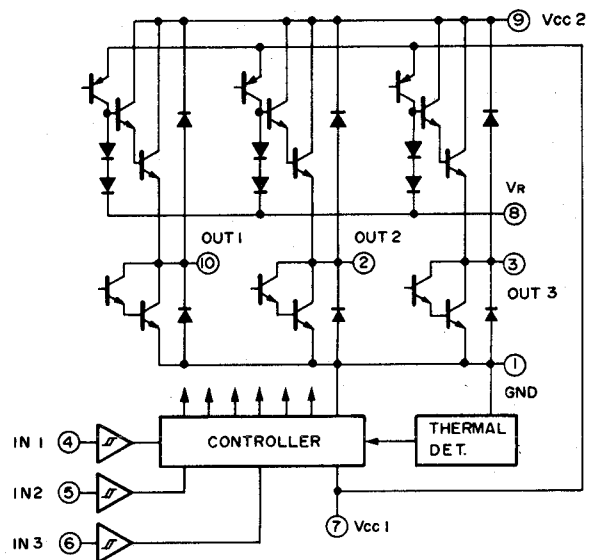 9 Vcc 2
VR
8
OUT 1 OUT 2
10 2 3
OUT 3
1
GND
IN 1 4 CONTROLLER THERMAL DET.
IN2 5
7 Vcc 1
IN 3 6